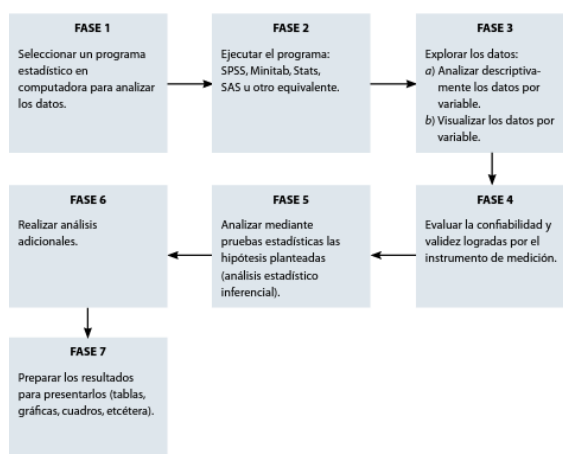 FASE 1
Seleccionar un programa
estadístico en
computadora para analizar
los datos.
FASE 2
Ejecutar el programa:
SPSS, Minitab, Stats,
SAS u otro equivalente.
FASE 3
Explorar los datos:
a) Analizar descriptiva-
mente los datos por
variable.
b) Visualizar los datos por
variable.
FASE 4
Evaluar la confiabilidad y
validez logradas por el
instrumento de medición.
FASE 5
Analizar mediante
pruebas estadísticas las
hipótesis planteadas
(análisis estadístico
inferencial).
FASE 6
Realizar análisis
adicionales.
FASE 7
Preparar los resultados
para presentarlos (tablas,
gráficas, cuadros, etcétera).